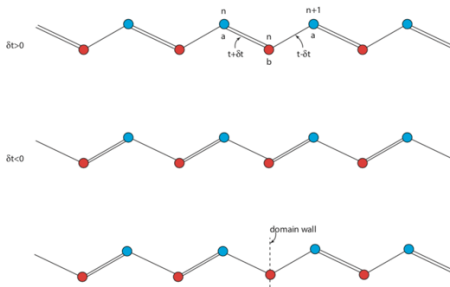 n
n+1
δt>0
a
n
a
t+δt
t-δt
b
δt<0
domain wall